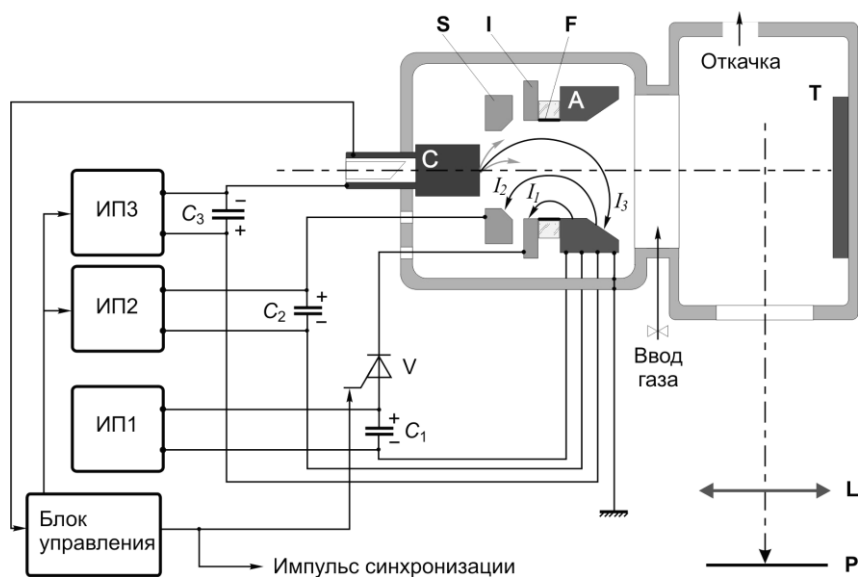 S
I
F
Откачка
T
A
C
ИП3
C3
−
+
I2
I1
I3
ИП2
C2
+
−
Ввод
газа
V
ИП1
C1
+
−
L
Блок
управления
Импульс синхронизации
P